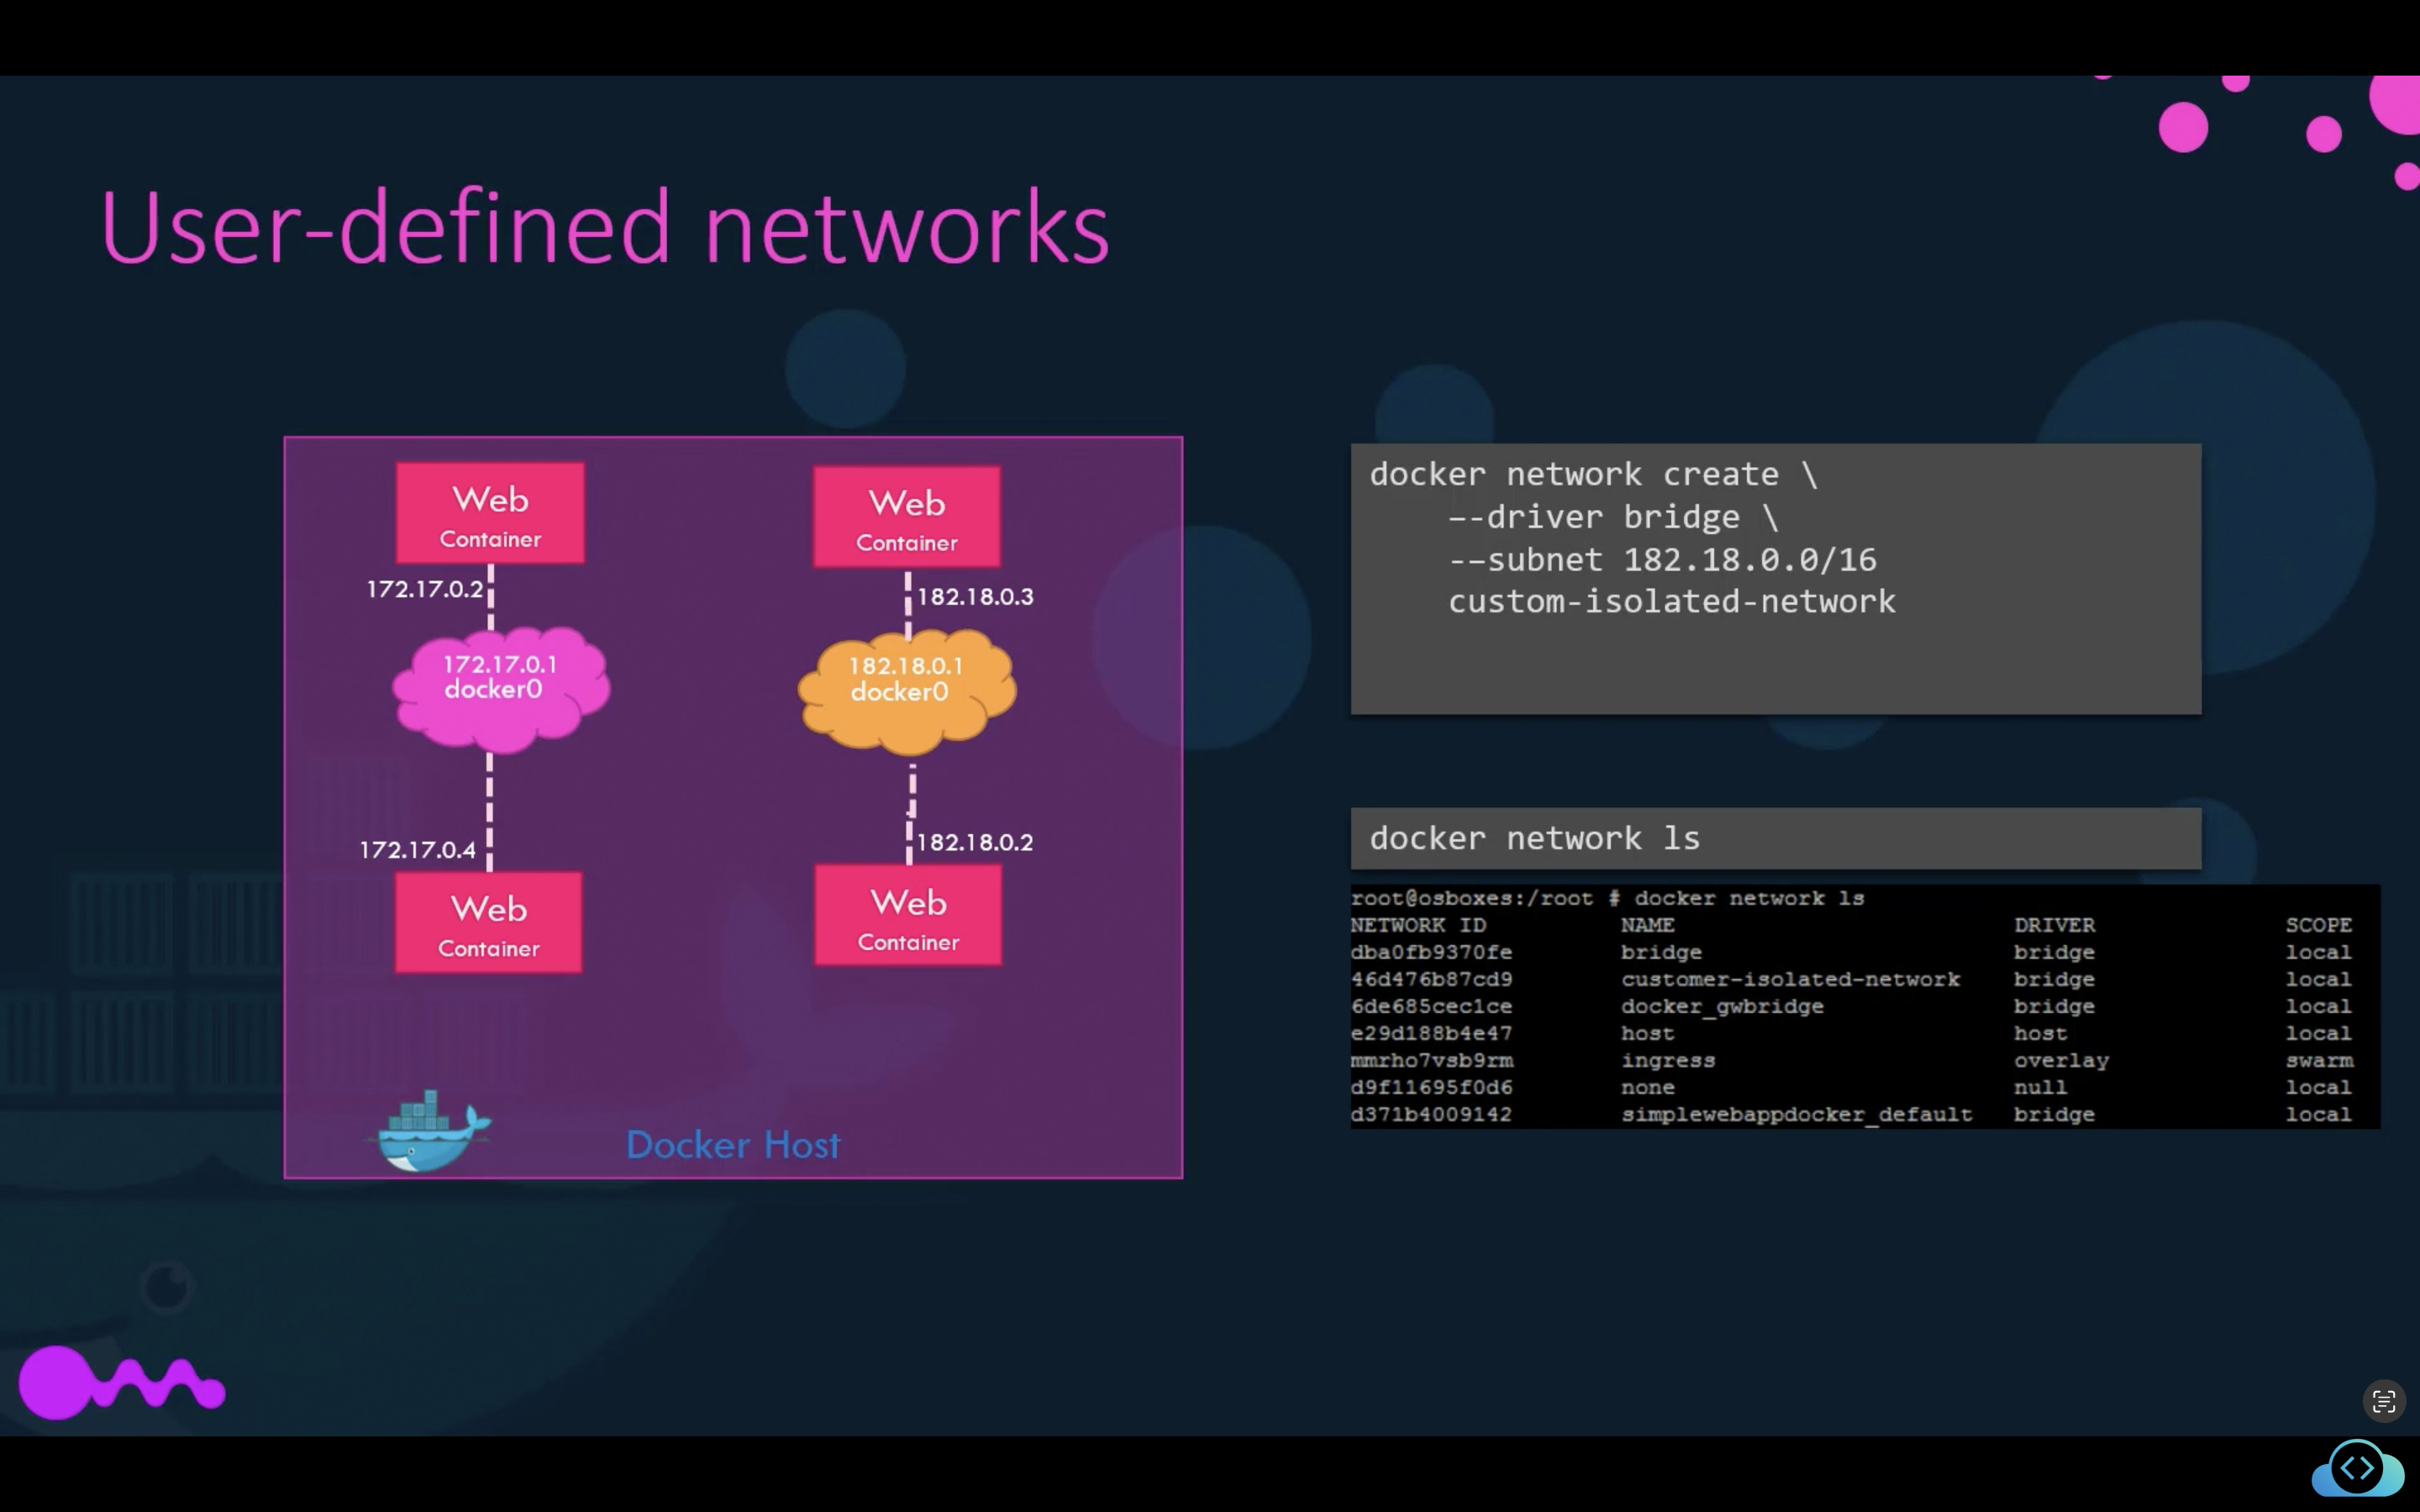 User-defined networks
Web
Container
172.17.0.2
172.17.0.1
docker0
172.17.0.4
Web
Container
Web
Container
182.18.0.3
182.18.0.1
docker0
182.18.0.2
Web
Container
Docker Host
docker network create \
–-driver bridge \
--subnet 182.18.0.0/16
custom-isolated-network
docker network ls
root@osboxes:/root # docker network ls
NETWORK ID NAME DRIVER SCOPE
dba0fb9370fe bridge bridge local
46d476b87cd9 customer-isolated-network bridge local
6de685cec1ce docker_gwbridge bridge local
e29d188b4e47 host host local
mmrho7vsb9rm ingress overlay swarm
d9f11695f0d6 none null local
d371b4009142 simplewebappdocker_default bridge local